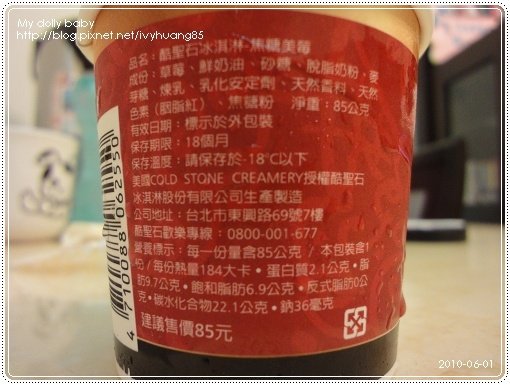 My dolly baby
http://blog.pixnet.net/ivyhuang85
品名：酷聖石冰淇淋-焦糖美莓
成份：草莓、鮮奶油、砂糖、脫脂奶粉、麥
芽糖、煉乳、乳化安定劑、天然香料、天然
色素（胭脂紅）、焦糖粉　淨重：85公克
有效日期：標示於外包裝
保存期限：18個月
保存溫度：請保存於-18℃以下
美國COLD STONE CREAMERY授權酷聖石
冰淇淋股份有限公司生產製造
公司地址：台北市東興路69號7樓
酷聖石歡樂專線：0800-001-677
營養標示：每一份量含85公克 / 本包裝含1
份 / 每份熱量184大卡•蛋白質2.1公克•脂
肪9.7公克•飽和脂肪6.9公克•反式脂肪0公
克•碳水化合物22.1公克•鈉36毫克
建議售價85元
4710088062550
2010-06-01